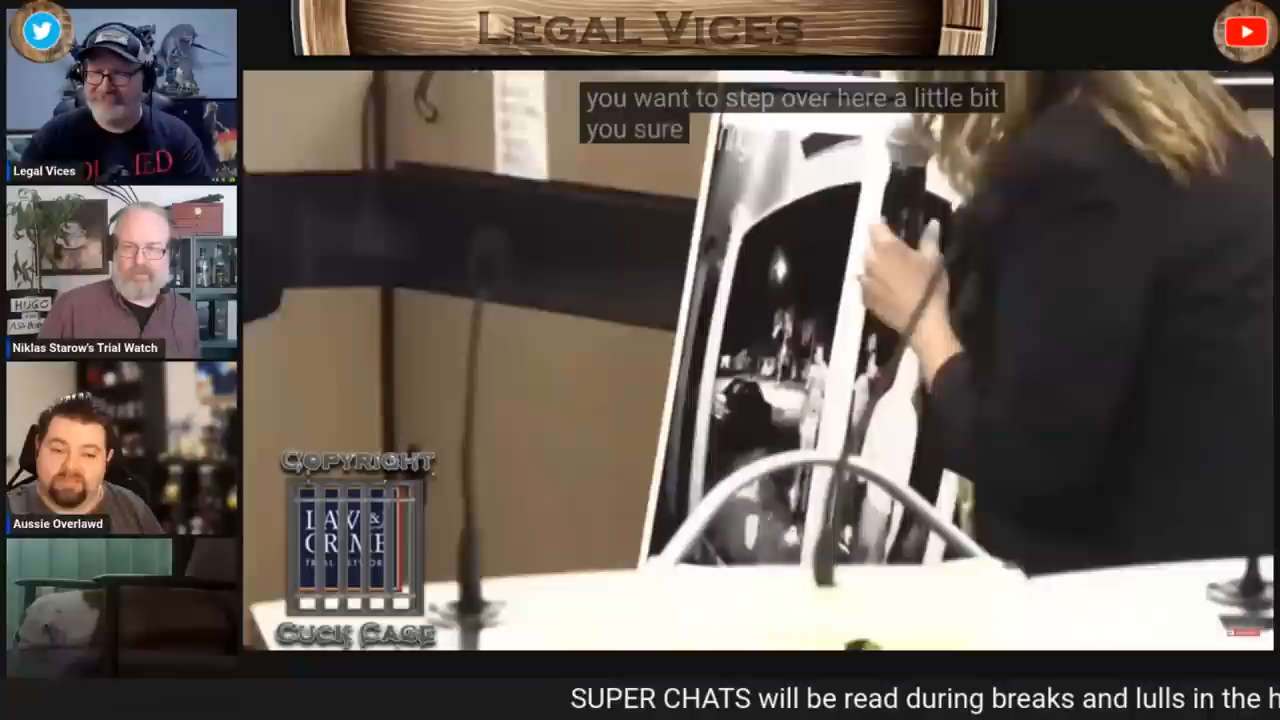 LEGAL VICES
you want to step over here a little bit
you sure
Legal Vices
HUGO
Niklas Starow's Trial Watch
Aussie Overlawd
COPYRIGHT
LAW &
CRIME
CUCK CAGE
SUPER CHATS will be read during breaks and lulls in the h